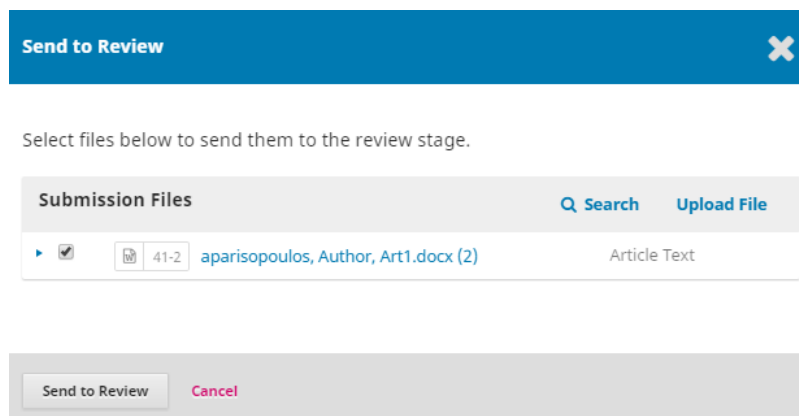 Send to Review
Select files below to send them to the review stage.
Submission Files Search Upload File
41-2 aparisopoulos, Author, Art1.docx (2) Article Text
Send to Review Cancel